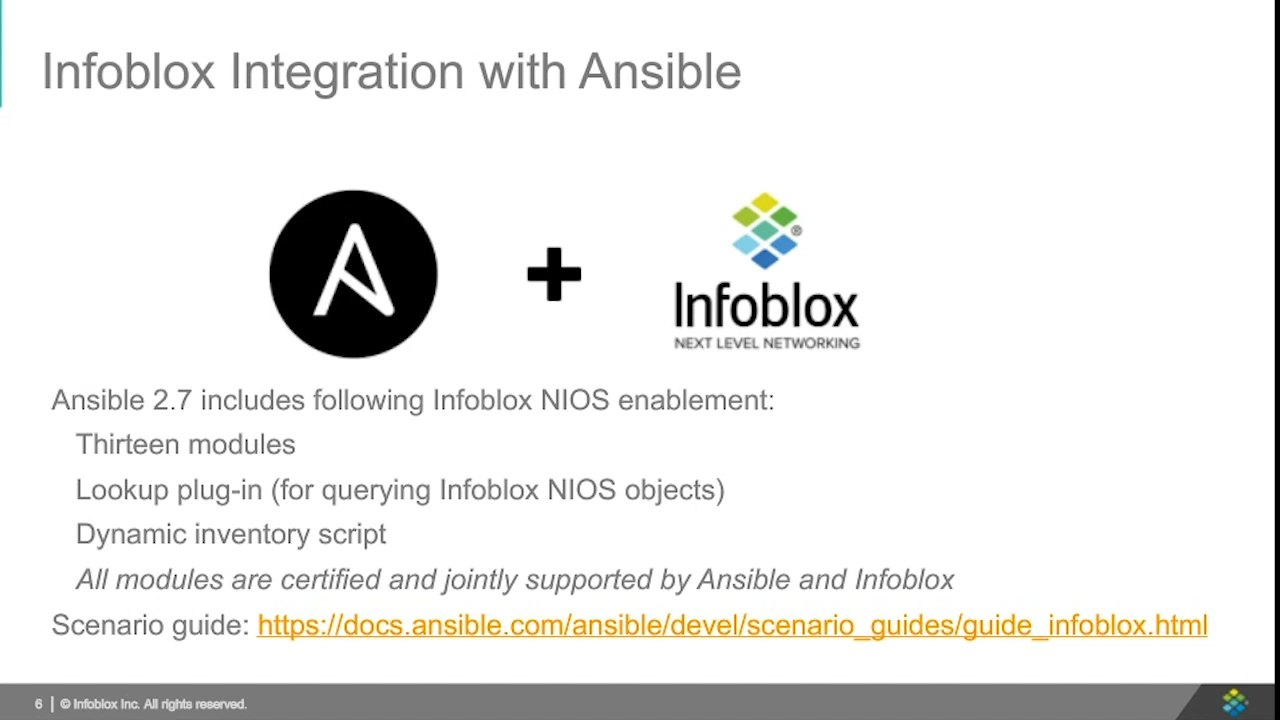 Infoblox Integration with Ansible
®
Infoblox
NEXT LEVEL NETWORKING
Ansible 2.7 includes following Infoblox NIOS enablement:
Thirteen modules
Lookup plug-in (for querying Infoblox NIOS objects)
Dynamic inventory script
All modules are certified and jointly supported by Ansible and Infoblox
Scenario guide: https://docs.ansible.com/ansible/devel/scenario_guides/guide_infoblox.html
6 | © Infoblox Inc. All rights reserved.